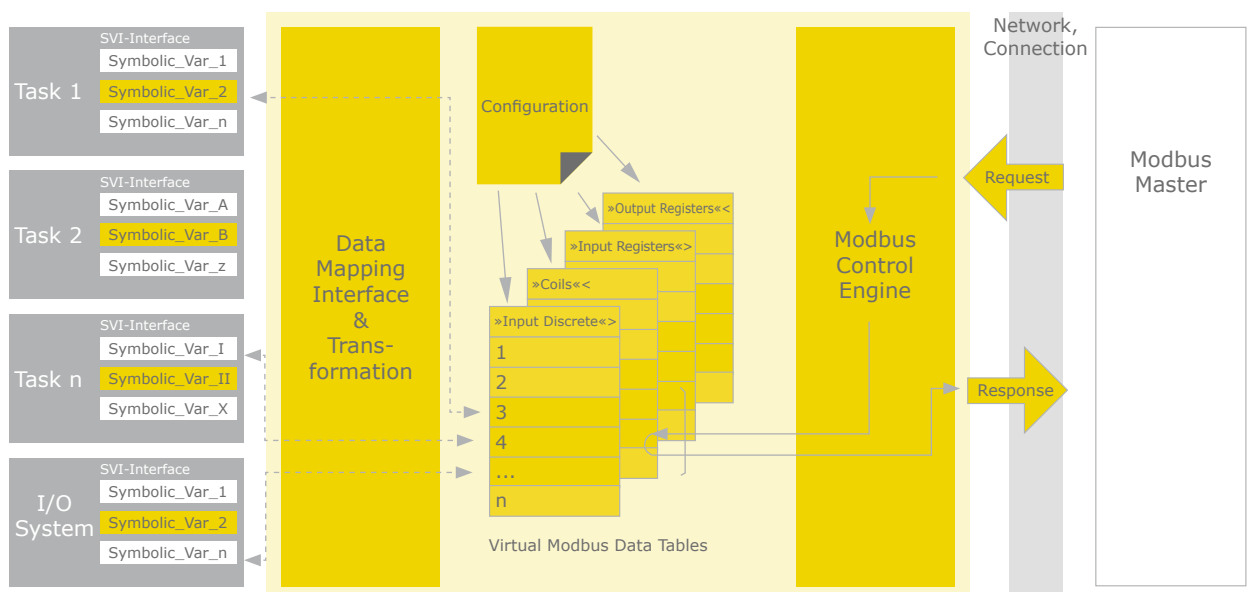 SVI-Interface
Task 1
Symbolic_Var_1
Symbolic_Var_2
Symbolic_Var_n
SVI-Interface
Task 2
Symbolic_Var_A
Symbolic_Var_B
Symbolic_Var_z
SVI-Interface
Task n
Symbolic_Var_I
Symbolic_Var_II
Symbolic_Var_X
SVI-Interface
I/O
System
Symbolic_Var_1
Symbolic_Var_2
Symbolic_Var_n
Data
Mapping
Interface
&
Trans-
formation
Configuration
»Output Registers«<
»Input Registers«>
»Coils«<
»Input Discrete«>
1
2
3
4
...
n
Virtual Modbus Data Tables
Modbus
Control
Engine
Network,
Connection
Request
Response
Modbus
Master